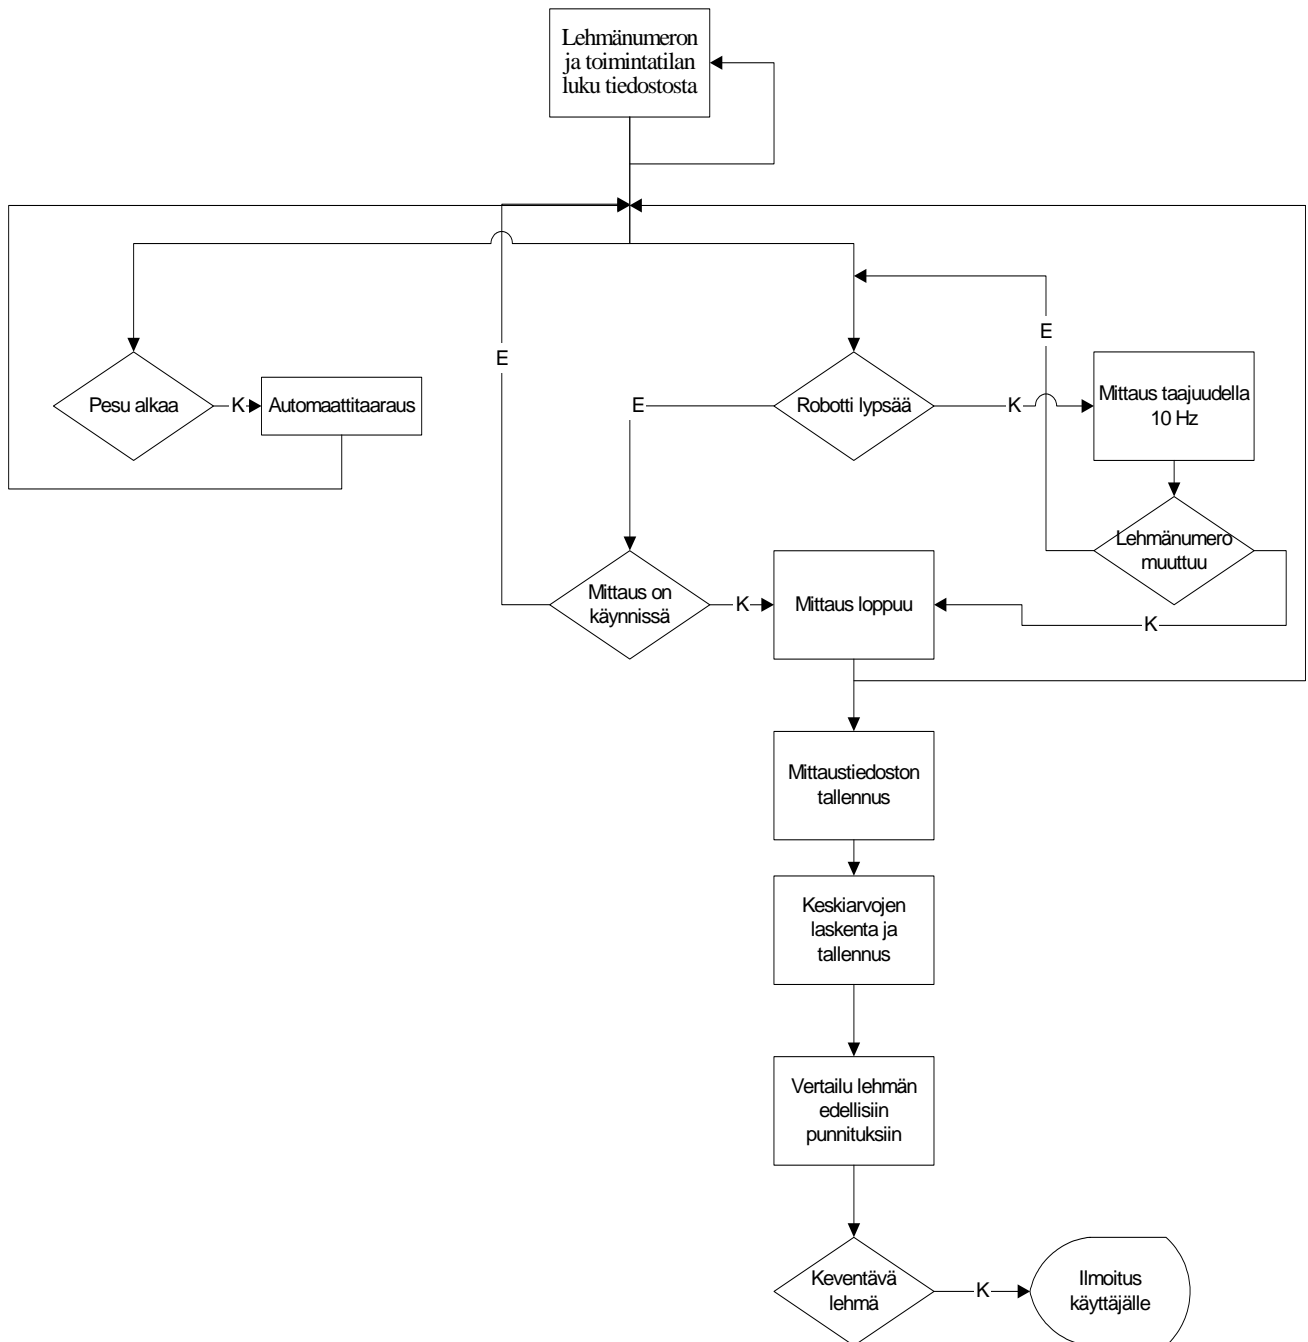 Lehmänumeron
ja toimintatilan
luku tiedostosta
E
E
Pesu alkaa
K
Automaattitaaraus
E
Robotti lypsää
K
Mittaus taajuudella
10 Hz
Lehmänumero
muuttuu
Mittaus on
käynnissä
K
Mittaus loppuu
K
Mittaustiedoston
tallennus
Keskiarvojen
laskenta ja
tallennus
Vertailu lehmän
edellisiin
punnituksiin
Keventävä
lehmä
K
Ilmoitus
käyttäjälle